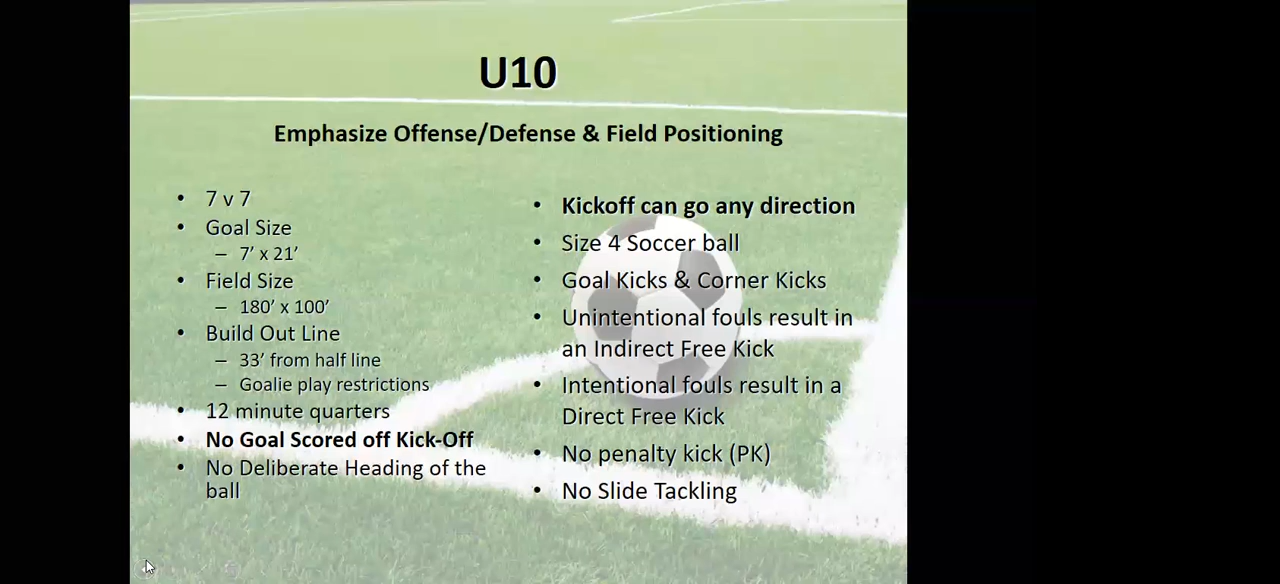 U10
Emphasize Offense/Defense & Field Positioning
• 7 v 7
• Goal Size
– 7’ x 21’
• Field Size
– 180’ x 100’
• Build Out Line
– 33’ from half line
– Goalie play restrictions
• 12 minute quarters
• No Goal Scored off Kick-Off
• No Deliberate Heading of the
ball
• Kickoff can go any direction
• Size 4 Soccer ball
• Goal Kicks & Corner Kicks
• Unintentional fouls result in
an Indirect Free Kick
• Intentional fouls result in a
Direct Free Kick
• No penalty kick (PK)
• No Slide Tackling